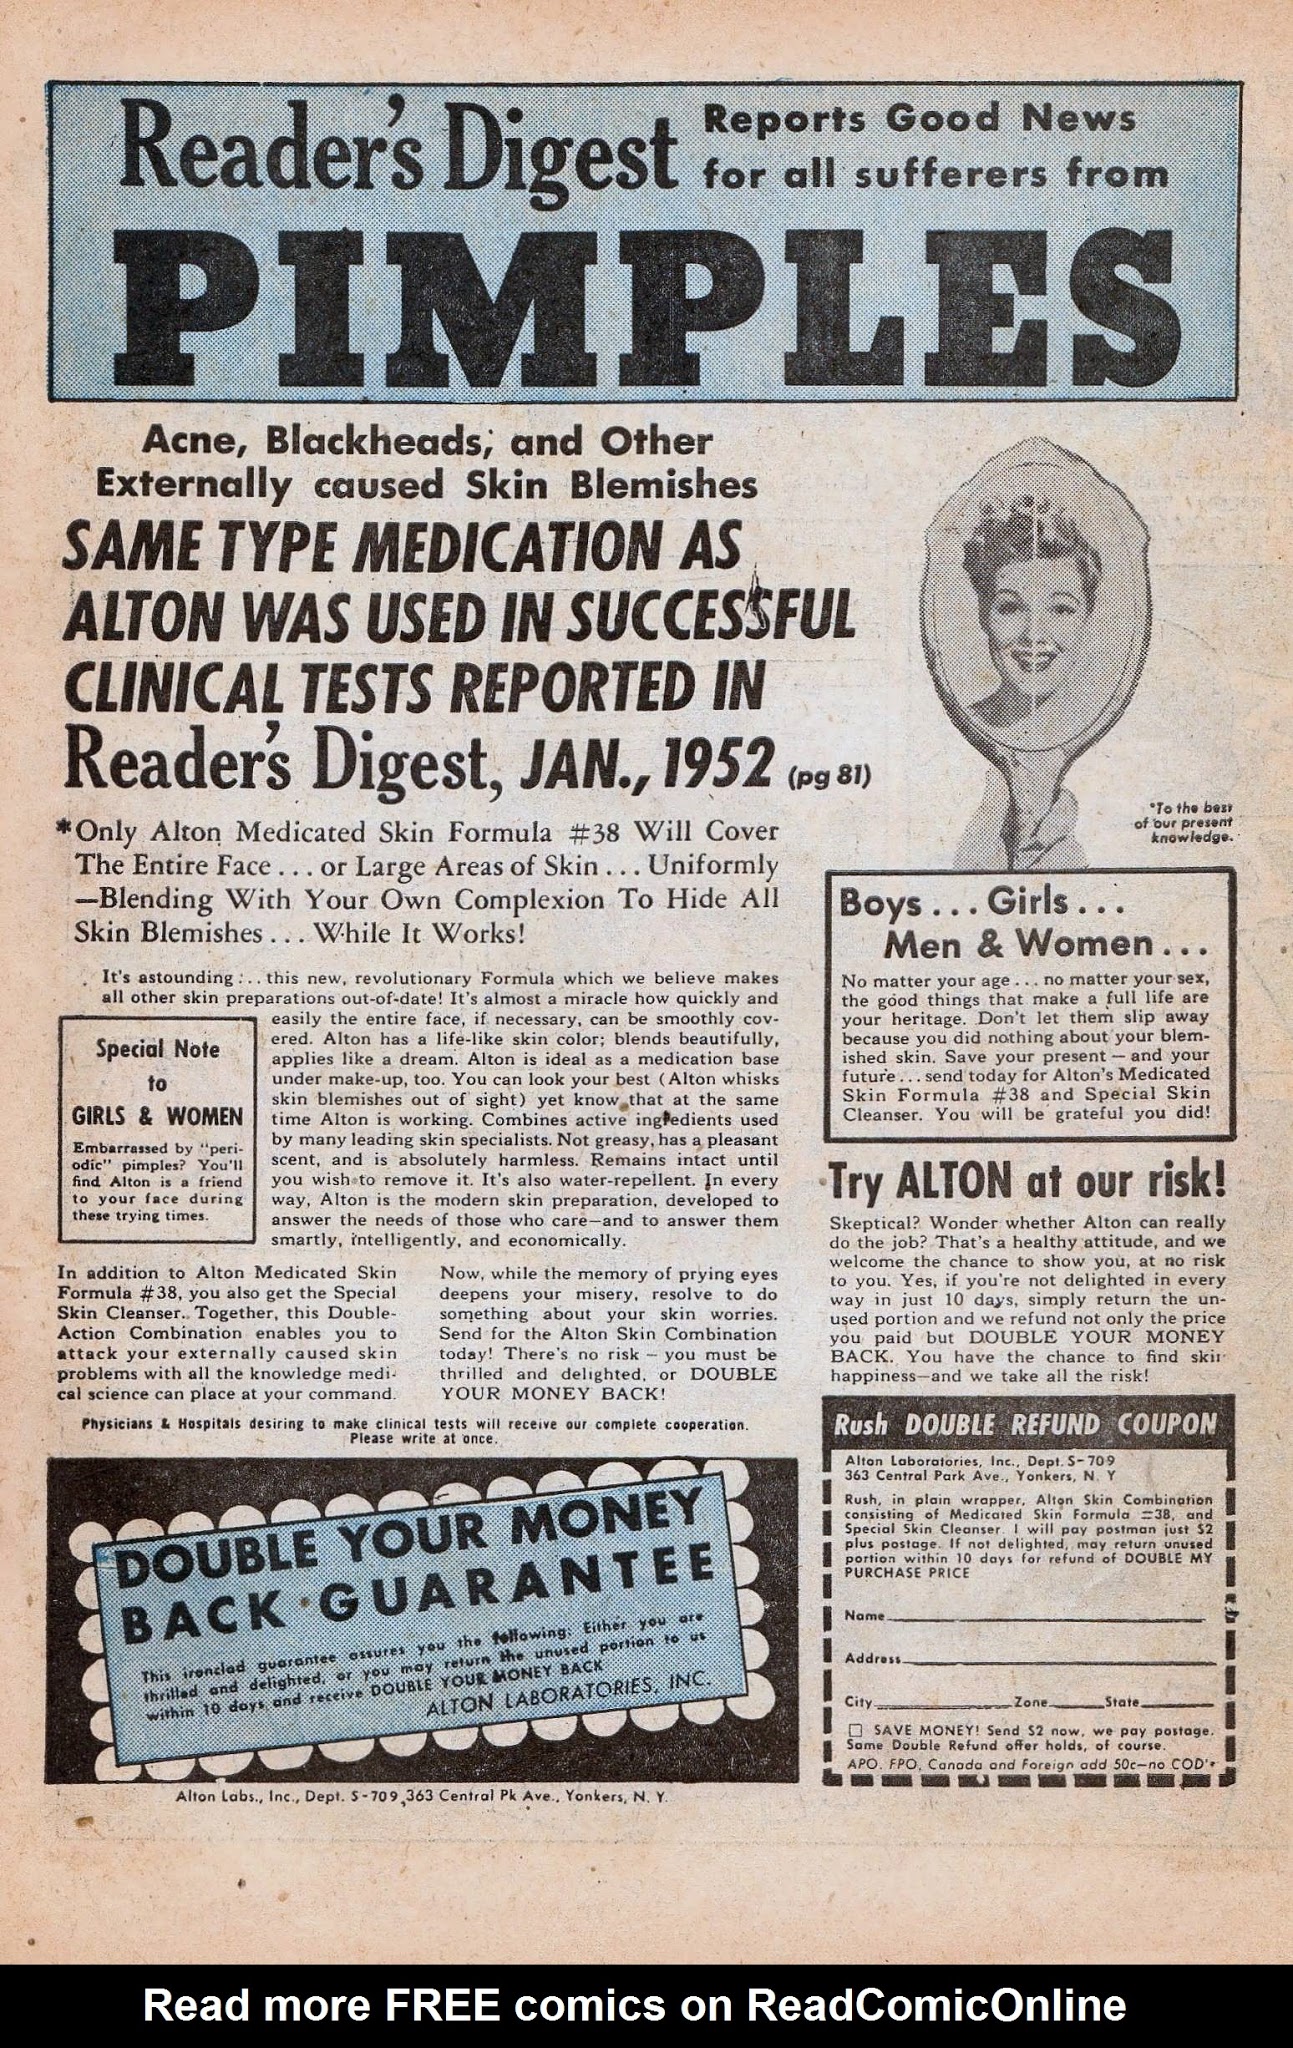 Reader's Digest
Reports Good News
for all sufferers from
PIMPLES
Acne, Blackheads, and Other
Externally caused Skin Blemishes
SAME TYPE MEDICATION AS
ALTON WAS USED IN SUCCESSFUL
CLINICAL TESTS REPORTED IN
Reader's Digest, JAN., 1952 (pg 81)
*Only Alton Medicated Skin Formula #38 Will Cover
The Entire Face... or Large Areas of Skin... Uniformly
—Blending With Your Own Complexion To Hide All
Skin Blemishes... While It Works!
It's astounding... this new, revolutionary Formula which we believe makes
all other skin preparations out-of-date! It's almost a miracle how quickly and
easily the entire face, if necessary, can be smoothly cov-
ered. Alton has a life-like skin color; blends beautifully,
applies like a dream. Alton is ideal as a medication base
under make-up, too. You can look your best (Alton whisks
skin blemishes out of sight) yet know that at the same
time Alton is working. Combines active ingredients used
by many leading skin specialists. Not greasy, has a pleasant
scent, and is absolutely harmless. Remains intact until
you wish to remove it. It's also water-repellent. In every
way, Alton is the modern skin preparation, developed to
answer the needs of those who care—and to answer them
smartly, intelligently, and economically.
Special Note
to
GIRLS & WOMEN
Embarrassed by "peri-
odic" pimples? You'll
find Alton is a friend
to your face during
these trying times.
In addition to Alton Medicated Skin
Formula #38, you also get the Special
Skin Cleanser. Together, this Double-
Action Combination enables you to
attack your externally caused skin
problems with all the knowledge medi-
cal science can place at your command.
Now, while the memory of prying eyes
deepens your misery, resolve to do
something about your skin worries.
Send for the Alton Skin Combination
today! There's no risk — you must be
thrilled and delighted, or DOUBLE
YOUR MONEY BACK!
Physicians & Hospitals desiring to make clinical tests will receive our complete cooperation.
Please write at once.
DOUBLE YOUR MONEY
BACK GUARANTEE
This ironclad guarantee assures you the following: Either you are
thrilled and delighted, or you may return the unused portion to us
within 10 days and receive DOUBLE YOUR MONEY BACK
ALTON LABORATORIES, INC.
Alton Labs., Inc., Dept. S-709, 363 Central Pk Ave., Yonkers, N. Y.
*To the best
of our present
knowledge.
Boys... Girls...
Men & Women...
No matter your age... no matter your sex,
the good things that make a full life are
your heritage. Don't let them slip away
because you did nothing about your blem-
ished skin. Save your present — and your
future... send today for Alton's Medicated
Skin Formula #38 and Special Skin
Cleanser. You will be grateful you did!
Try ALTON at our risk!
Skeptical? Wonder whether Alton can really
do the job? That's a healthy attitude, and we
welcome the chance to show you, at no risk
to you. Yes, if you're not delighted in every
way in just 10 days, simply return the un-
used portion and we refund not only the price
you paid but DOUBLE YOUR MONEY
BACK. You have the chance to find skin
happiness—and we take all the risk!
Rush DOUBLE REFUND COUPON
Alton Laboratories, Inc., Dept. S-709
363 Central Park Ave., Yonkers, N. Y
Rush, in plain wrapper, Alton Skin Combination
consisting of Medicated Skin Formula #38, and
Special Skin Cleanser. I will pay postman just $2
plus postage. If not delighted, may return unused
portion within 10 days for refund of DOUBLE MY
PURCHASE PRICE
Name
Address
City Zone State
SAVE MONEY! Send $2 now, we pay postage.
Same Double Refund offer holds, of course.
APO, FPO, Canada and Foreign add 50c—no COD's
Read more FREE comics on ReadComicOnline